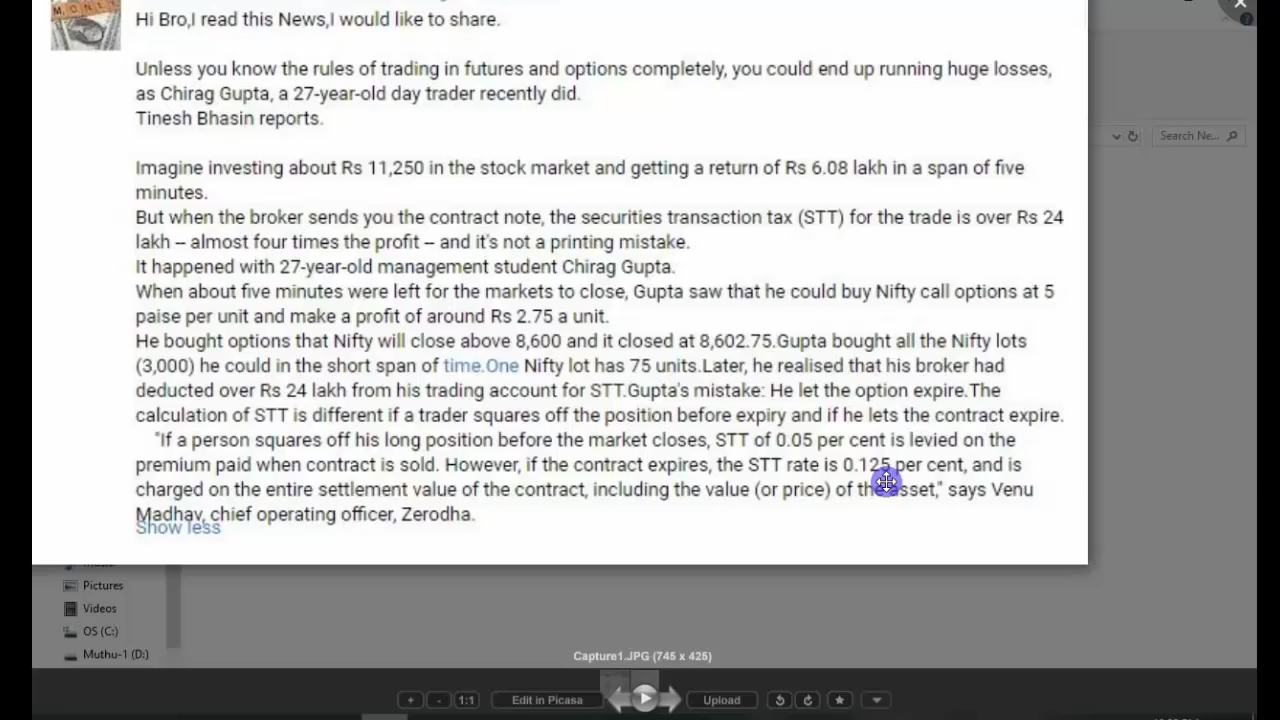 MONEY
Hi Bro,I read this News,I would like to share.
Unless you know the rules of trading in futures and options completely, you could end up running huge losses,
as Chirag Gupta, a 27-year-old day trader recently did.
Tinesh Bhasin reports.
Imagine investing about Rs 11,250 in the stock market and getting a return of Rs 6.08 lakh in a span of five
minutes.
But when the broker sends you the contract note, the securities transaction tax (STT) for the trade is over Rs 24
lakh -- almost four times the profit -- and it's not a printing mistake.
It happened with 27-year-old management student Chirag Gupta.
When about five minutes were left for the markets to close, Gupta saw that he could buy Nifty call options at 5
paise per unit and make a profit of around Rs 2.75 a unit.
He bought options that Nifty will close above 8,600 and it closed at 8,602.75.Gupta bought all the Nifty lots
(3,000) he could in the short span of time.One Nifty lot has 75 units.Later, he realised that his broker had
deducted over Rs 24 lakh from his trading account for STT.Gupta's mistake: He let the option expire.The
calculation of STT is different if a trader squares off the position before expiry and if he lets the contract expire.
"If a person squares off his long position before the market closes, STT of 0.05 per cent is levied on the
premium paid when contract is sold. However, if the contract expires, the STT rate is 0.125 per cent, and is
charged on the entire settlement value of the contract, including the value (or price) of the asset," says Venu
Madhav, chief operating officer, Zerodha.
Show less
Search Ne...
Pictures
Videos
OS (C:)
Muthu-1 (D:)
Capture1.JPG (745 x 425)
+ - 1:1 Edit in Picasa Upload